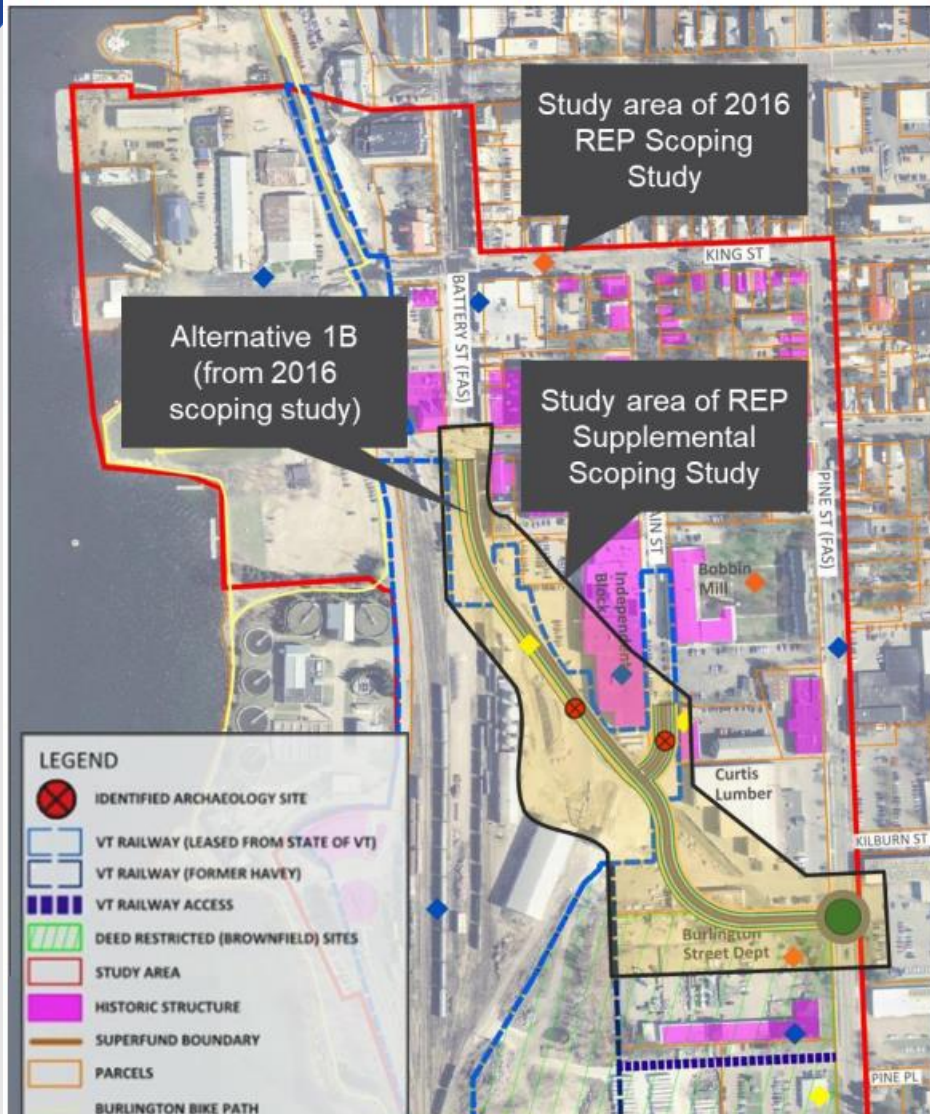 Study area of 2016
REP Scoping
Study
KING ST
BATTERY ST (FAS)
Alternative 1B
(from 2016
scoping study)
Study area of REP
Supplemental
Scoping Study
AIN ST
PINE ST (FAS)
Bobbin
Mill
Independent
Block
Curtis
Lumber
KILBURN ST
Burlington
Street Dept
PINE PL
LEGEND
IDENTIFIED ARCHAEOLOGY SITE
VT RAILWAY (LEASED FROM STATE OF VT)
VT RAILWAY (FORMER HAVEY)
VT RAILWAY ACCESS
DEED RESTRICTED (BROWNFIELD) SITES
STUDY AREA
HISTORIC STRUCTURE
SUPERFUND BOUNDARY
PARCELS
BURLINGTON BIKE PATH